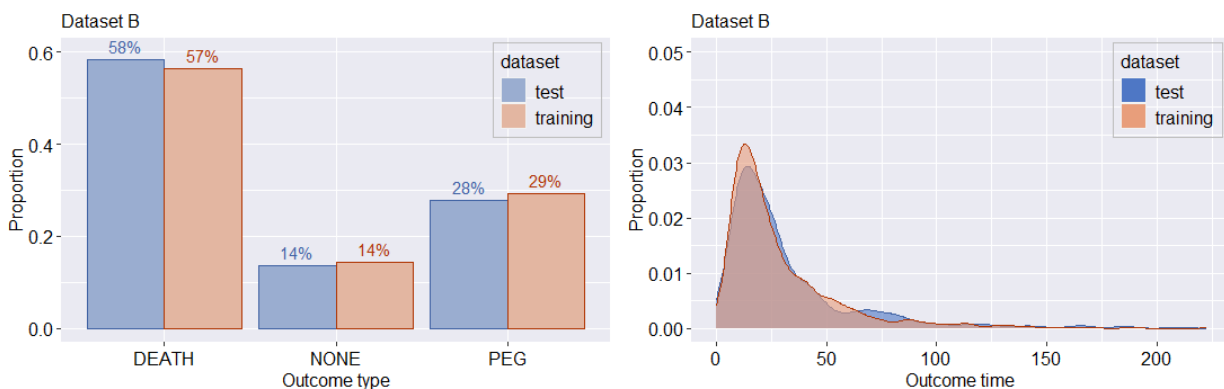 Dataset B
0.6
0.4
0.2
0.0
Proportion
58%
57%
14%
14%
28%
29%
dataset
test
training
DEATH
NONE
PEG
Outcome type
Dataset B
0.05
0.04
0.03
0.02
0.01
0.00
Proportion
dataset
test
training
0
50
100
150
200
Outcome time